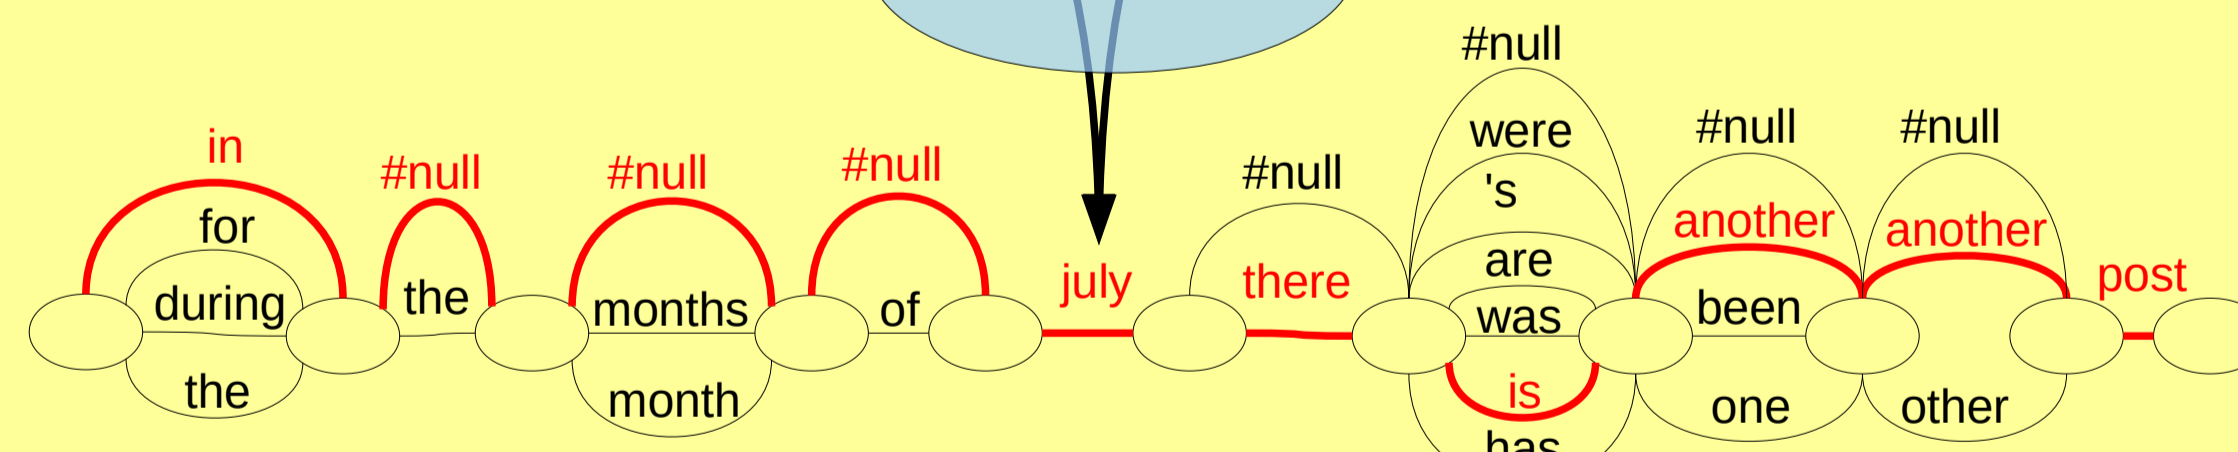 in
for
during
the
#null
the
#null
months
month
#null
of
july
#null
there
#null
were
's
are
was
is
has
#null
another
been
one
#null
another
other
post